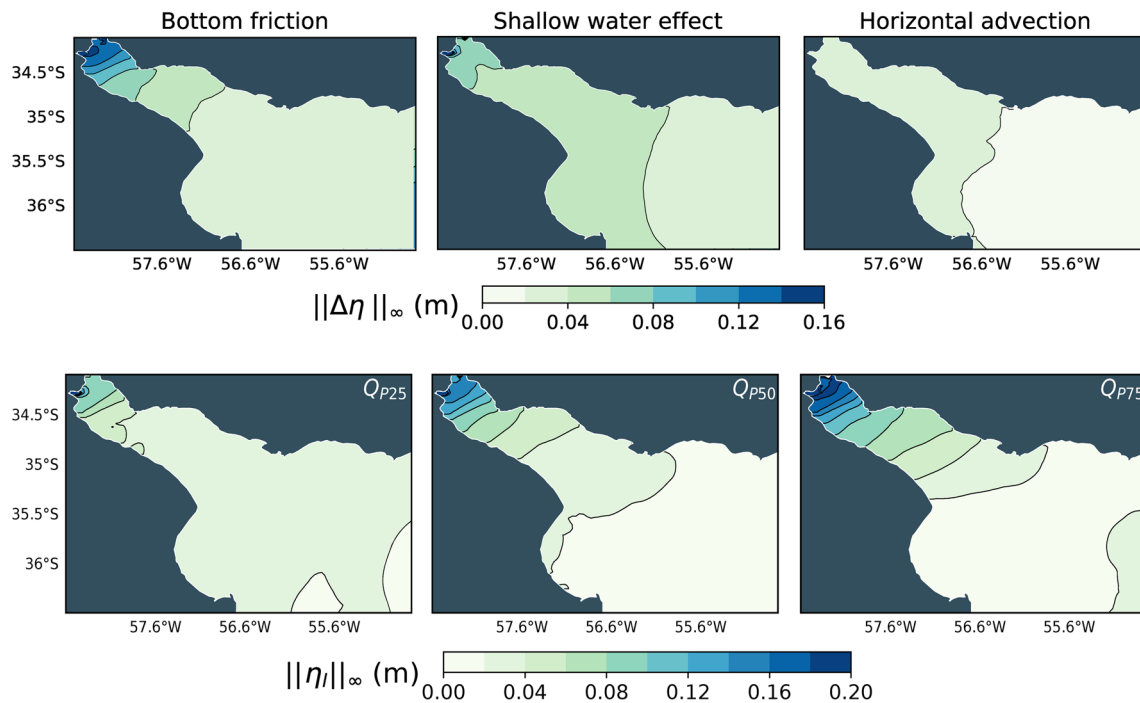 Bottom friction Shallow water effect Horizontal advection
34.5°S
35°S
35.5°S
36°S
57.6°W 56.6°W 55.6°W 57.6°W 56.6°W 55.6°W 57.6°W 56.6°W 55.6°W
||Δη ||∞ (m)
0.00 0.04 0.08 0.12 0.16
Q_P25 Q_P50 Q_P75
34.5°S
35°S
35.5°S
36°S
57.6°W 56.6°W 55.6°W 57.6°W 56.6°W 55.6°W 57.6°W 56.6°W 55.6°W
||η_I||∞ (m)
0.00 0.04 0.08 0.12 0.16 0.20